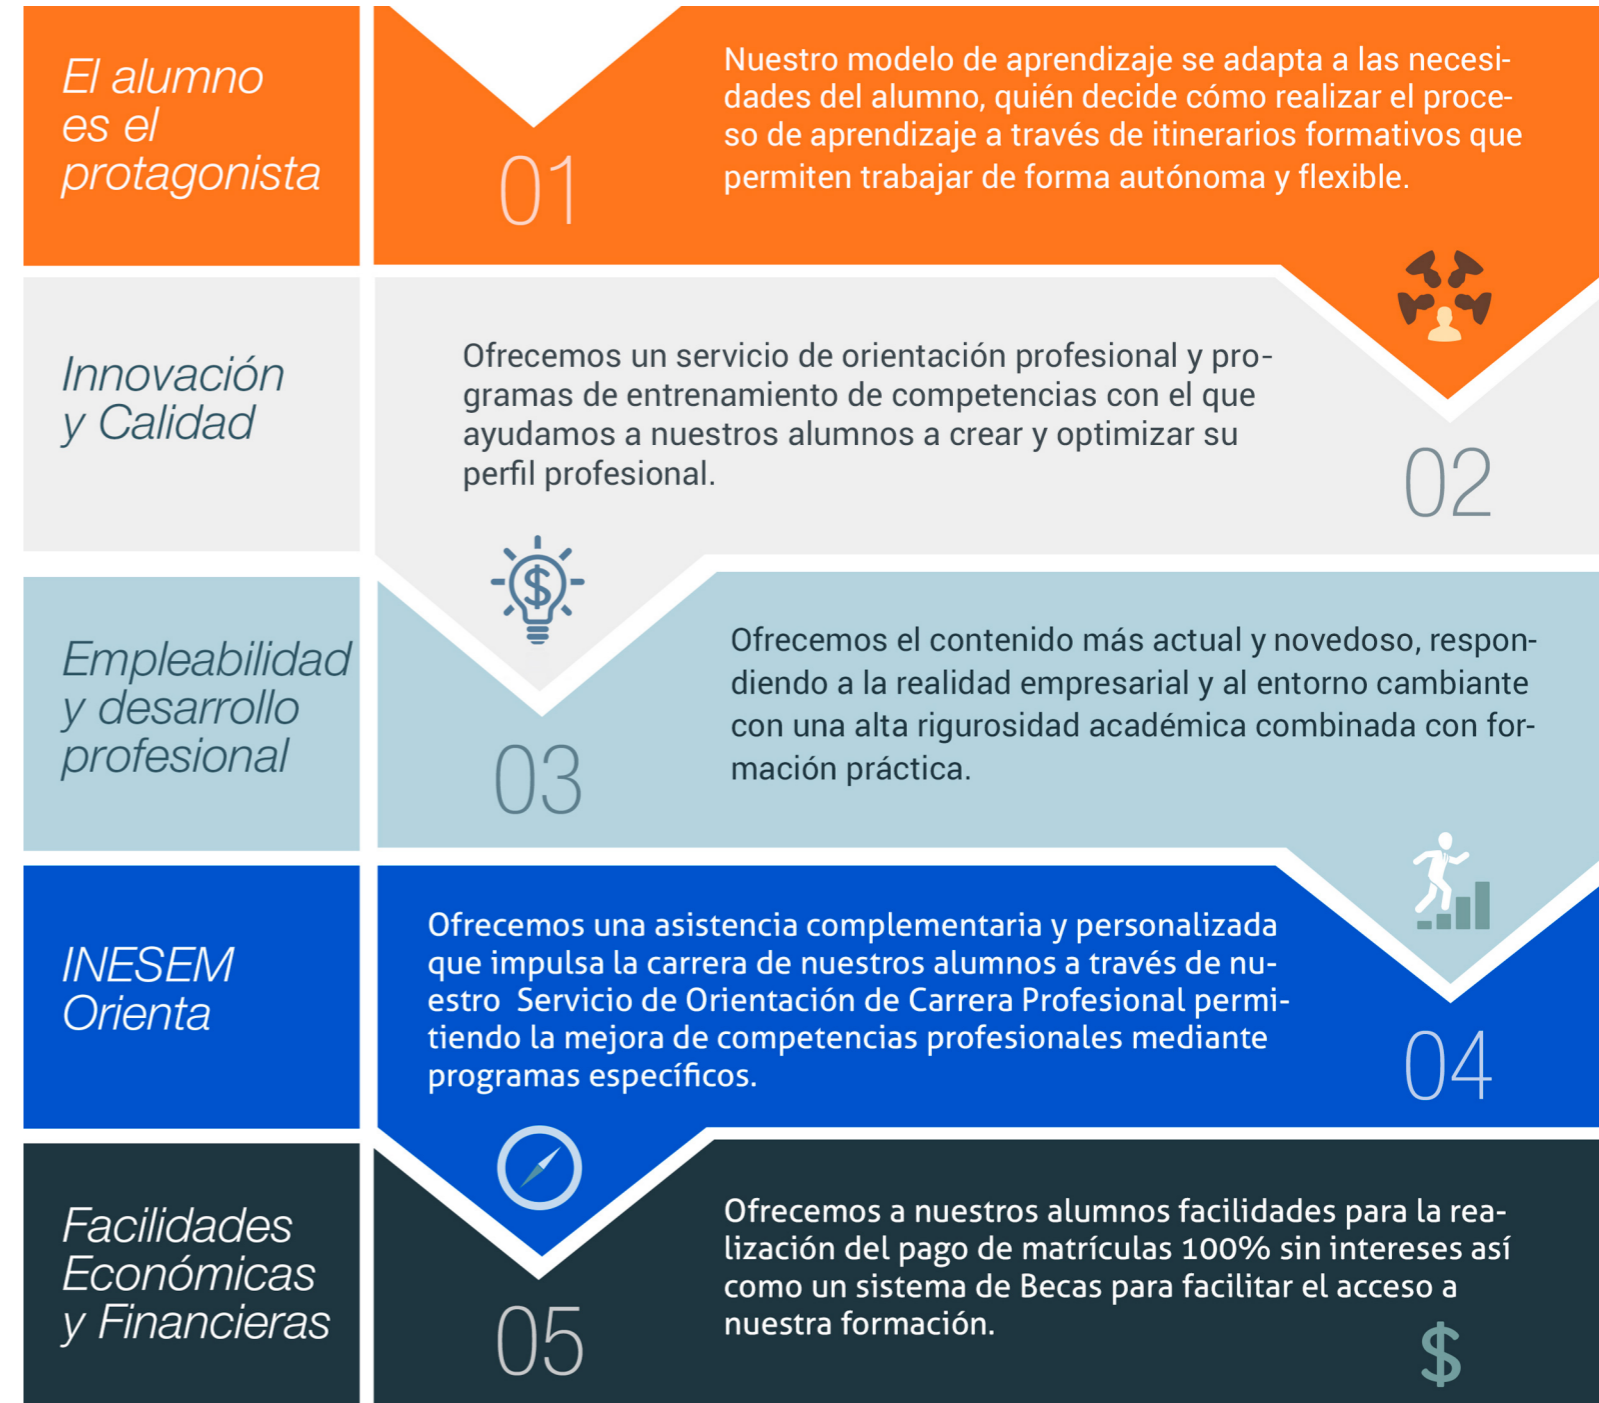 El alumno
es el
protagonista
01
Nuestro modelo de aprendizaje se adapta a las necesi-
dades del alumno, quién decide cómo realizar el proce-
so de aprendizaje a través de itinerarios formativos que
permiten trabajar de forma autónoma y flexible.
Innovación
y Calidad
Ofrecemos un servicio de orientación profesional y pro-
gramas de entrenamiento de competencias con el que
ayudamos a nuestros alumnos a crear y optimizar su
perfil profesional.
02
$
Empleabilidad
y desarrollo
profesional
03
Ofrecemos el contenido más actual y novedoso, respon-
diendo a la realidad empresarial y al entorno cambiante
con una alta rigurosidad académica combinada con for-
mación práctica.
INESEM
Orienta
Ofrecemos una asistencia complementaria y personalizada
que impulsa la carrera de nuestros alumnos a través de nu-
estro  Servicio de Orientación de Carrera Profesional permi-
tiendo la mejora de competencias profesionales mediante
programas específicos.
04
Facilidades
Económicas
y Financieras
05
Ofrecemos a nuestros alumnos facilidades para la rea-
lización del pago de matrículas 100% sin intereses así
como un sistema de Becas para facilitar el acceso a
nuestra formación.
$